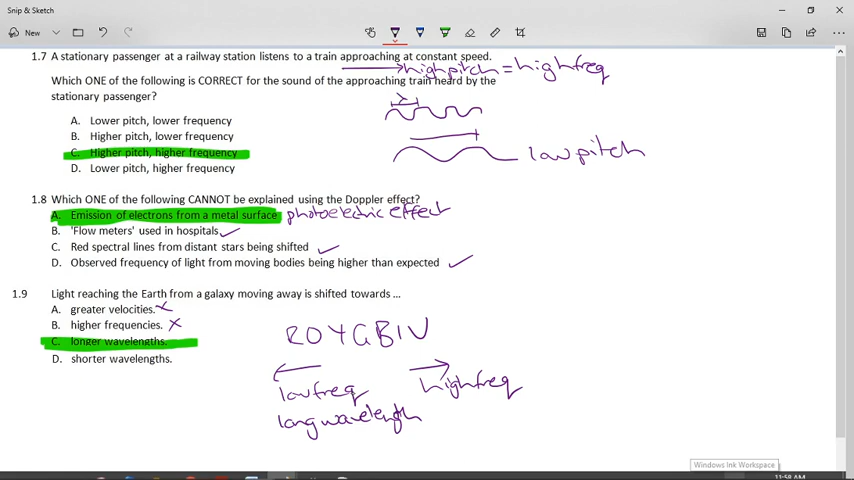 Snip & Sketch
New
1.7 A stationary passenger at a railway station listens to a train approaching at constant speed.
high pitch = high freq
Which ONE of the following is CORRECT for the sound of the approaching train heard by the
stationary passenger?
λ
A. Lower pitch, lower frequency
B. Higher pitch, lower frequency
C. Higher pitch, higher frequency
low pitch
D. Lower pitch, higher frequency
1.8 Which ONE of the following CANNOT be explained using the Doppler effect?
A. Emission of electrons from a metal surface photoelectric effect
B. 'Flow meters' used in hospitals
C. Red spectral lines from distant stars being shifted
D. Observed frequency of light from moving bodies being higher than expected
1.9 Light reaching the Earth from a galaxy moving away is shifted towards ...
A. greater velocities.
B. higher frequencies.
ROYGBIV
C. longer wavelengths.
D. shorter wavelengths.
low freq high freq
long wavelength
Windows Ink Workspace
11:58 AM